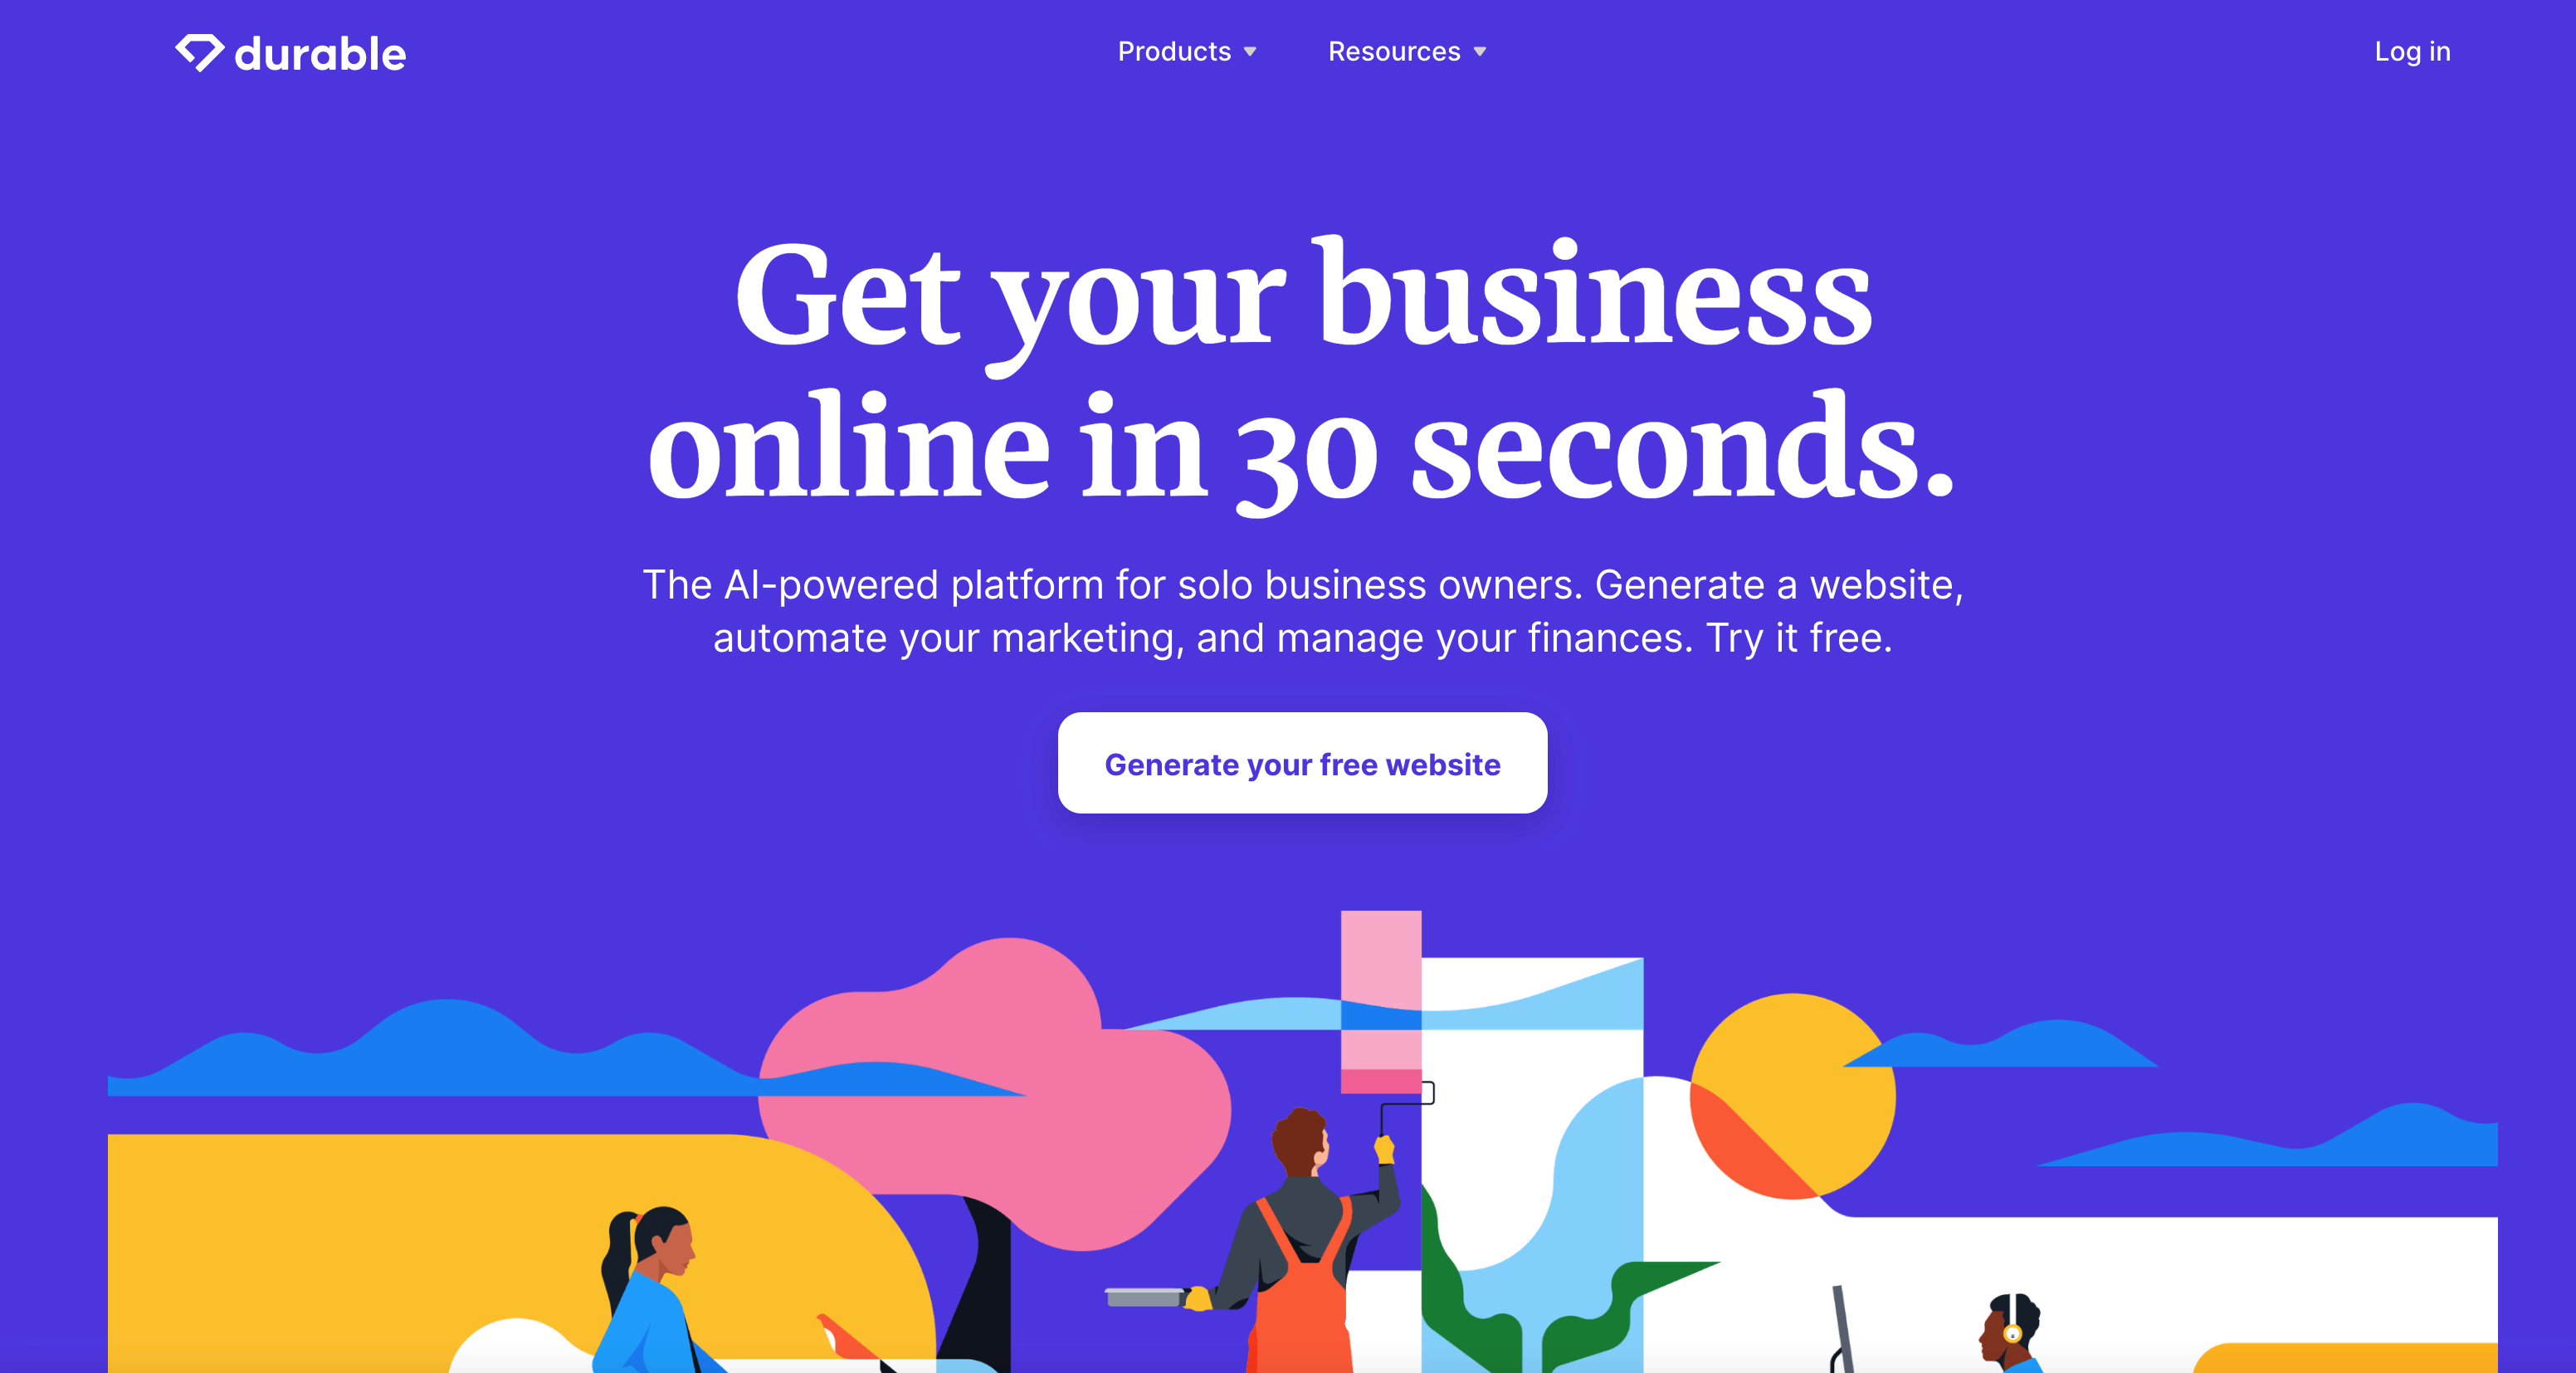 durable
Products
Resources
Log in
Get your business
online in 30 seconds.
The AI-powered platform for solo business owners. Generate a website,
automate your marketing, and manage your finances. Try it free.
Generate your free website